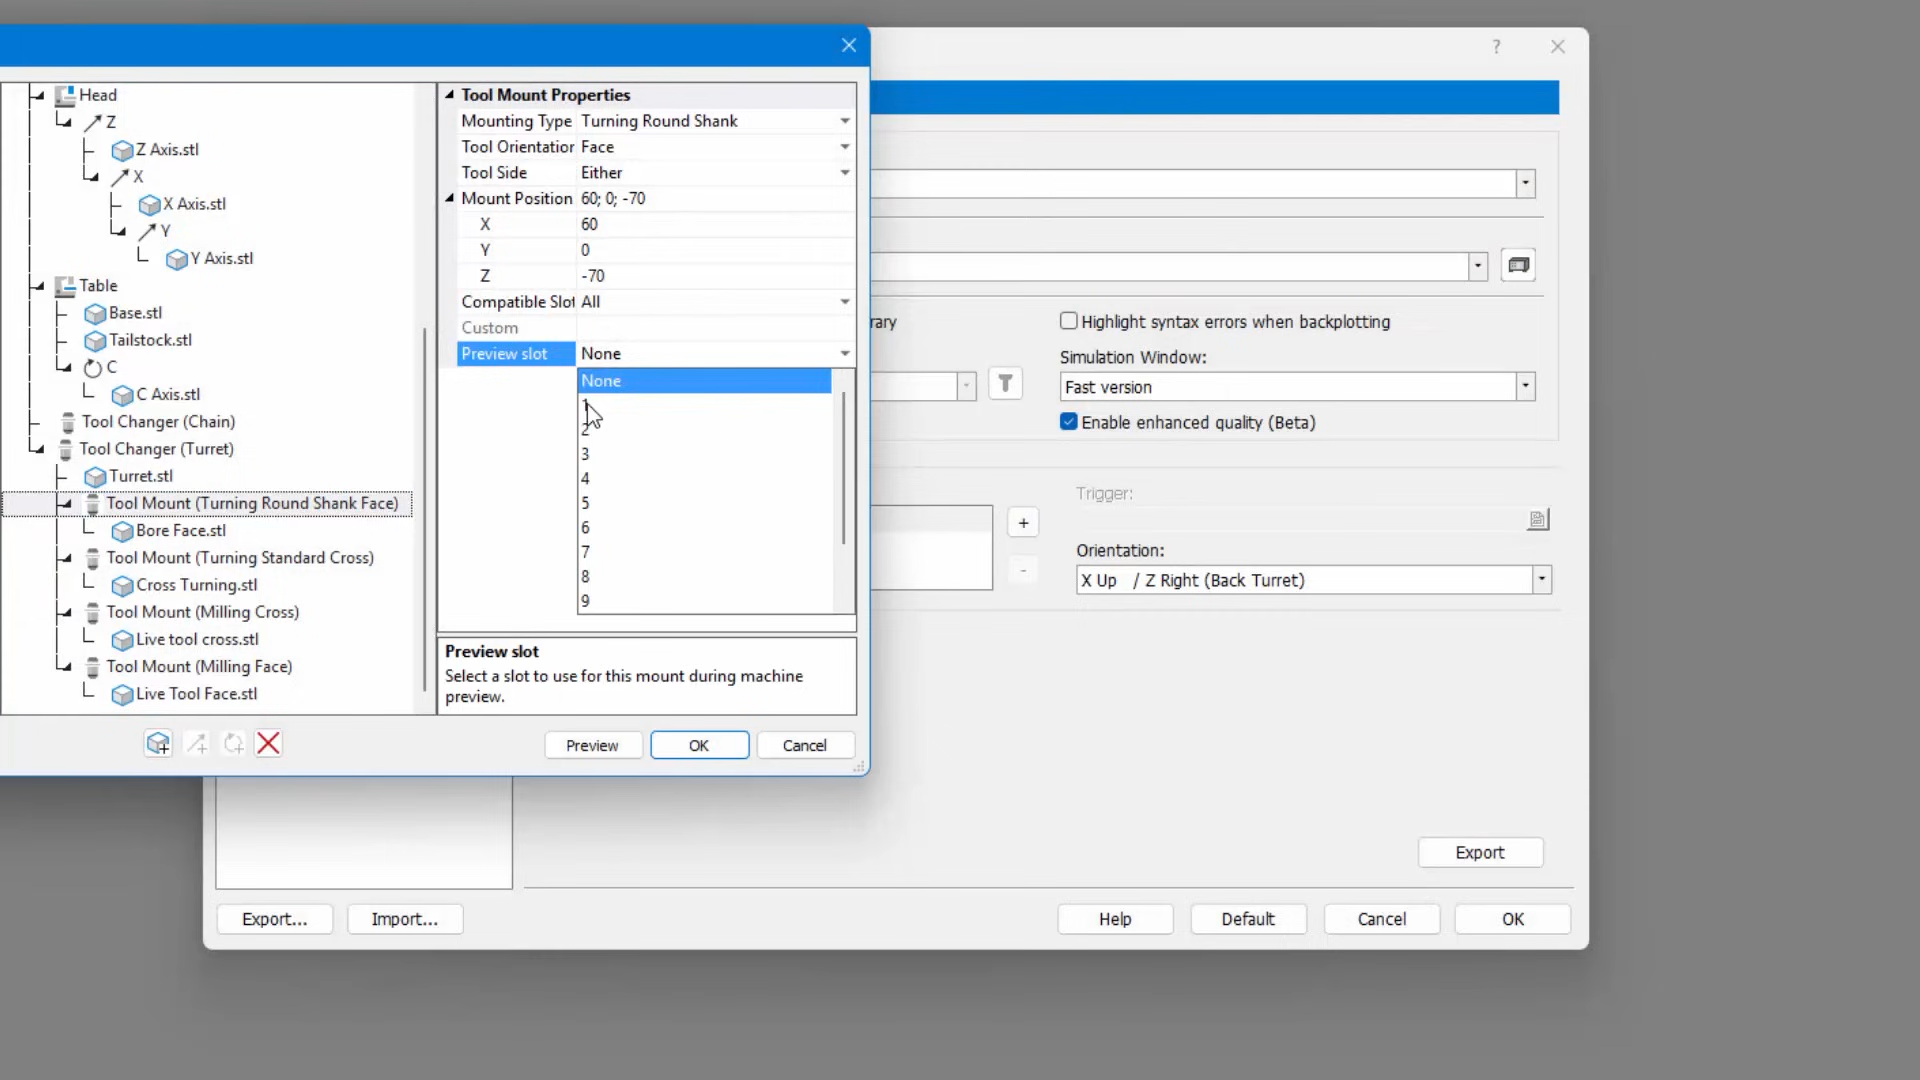 Head
Z
Z Axis.stl
X
X Axis.stl
Y
Y Axis.stl
Table
Base.stl
Tailstock.stl
C
C Axis.stl
Tool Changer (Chain)
Tool Changer (Turret)
Turret.stl
Tool Mount (Turning Round Shank Face)
Bore Face.stl
Tool Mount (Turning Standard Cross)
Cross Turning.stl
Tool Mount (Milling Cross)
Live tool cross.stl
Tool Mount (Milling Face)
Live Tool Face.stl
Tool Mount Properties
Mounting Type Turning Round Shank
Tool Orientation Face
Tool Side Either
Mount Position 60; 0; -70
X 60
Y 0
Z -70
Compatible Slot All
Custom
Preview slot None
None
1
2
3
4
5
6
7
8
9
Preview slot
Select a slot to use for this mount during machine
preview.
Preview OK Cancel
?
rary
Highlight syntax errors when backplotting
Simulation Window:
Fast version
Enable enhanced quality (Beta)
Trigger:
+
-
Orientation:
X Up / Z Right (Back Turret)
Export
Export... Import... Help Default Cancel OK